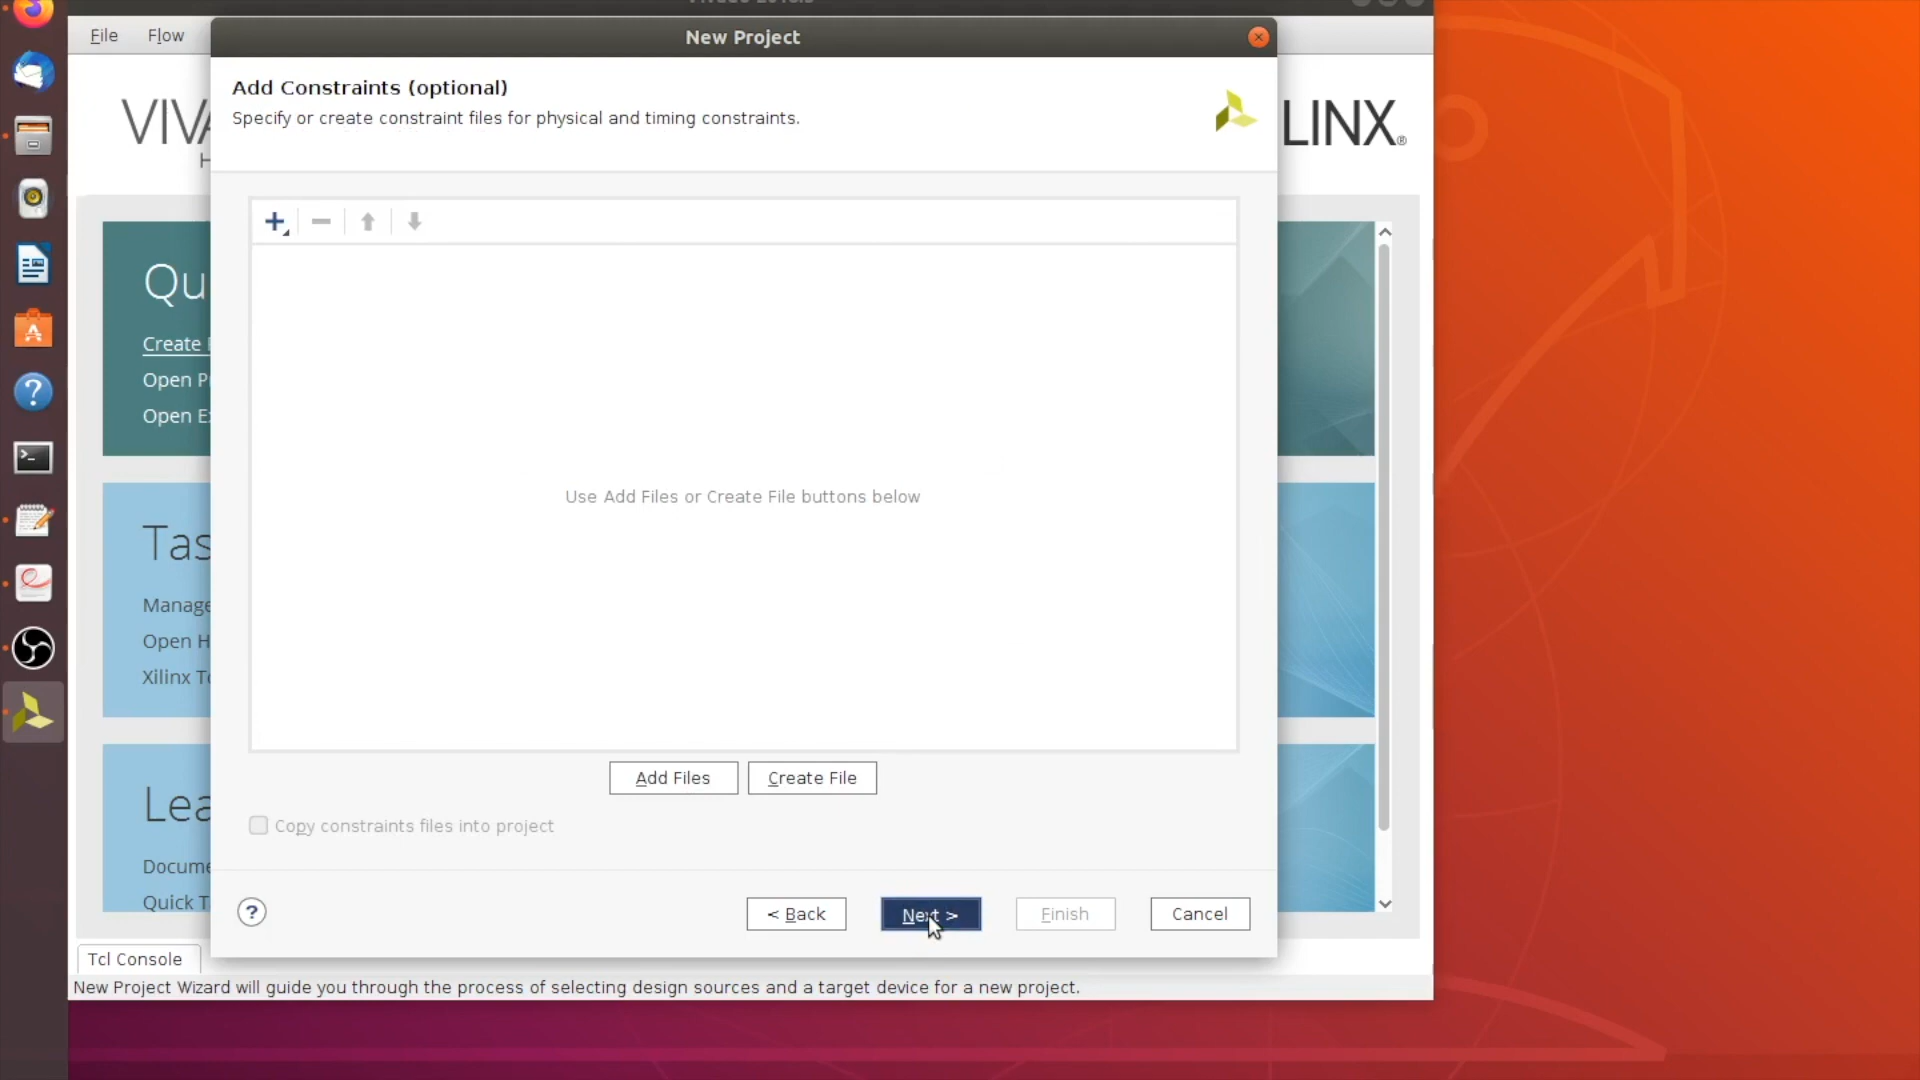 File Flow
New Project
Add Constraints (optional)
Specify or create constraint files for physical and timing constraints.
VIVA
LINX®
H
Qu
Create
Open P
Open E
Use Add Files or Create File buttons below
Tas
Manage
Open H
Xilinx To
Add Files Create File
Lea
Copy constraints files into project
Docume
Quick T
? < Back Next > Finish Cancel
Tcl Console
New Project Wizard will guide you through the process of selecting design sources and a target device for a new project.